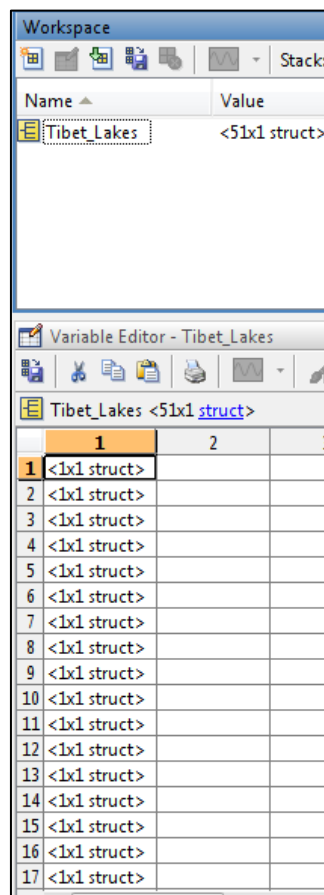 Workspace
Stack:
Name Value
Tibet_Lakes <51x1 struct>
Variable Editor - Tibet_Lakes
Tibet_Lakes <51x1 struct>
1 2
1 <1x1 struct>
2 <1x1 struct>
3 <1x1 struct>
4 <1x1 struct>
5 <1x1 struct>
6 <1x1 struct>
7 <1x1 struct>
8 <1x1 struct>
9 <1x1 struct>
10 <1x1 struct>
11 <1x1 struct>
12 <1x1 struct>
13 <1x1 struct>
14 <1x1 struct>
15 <1x1 struct>
16 <1x1 struct>
17 <1x1 struct>